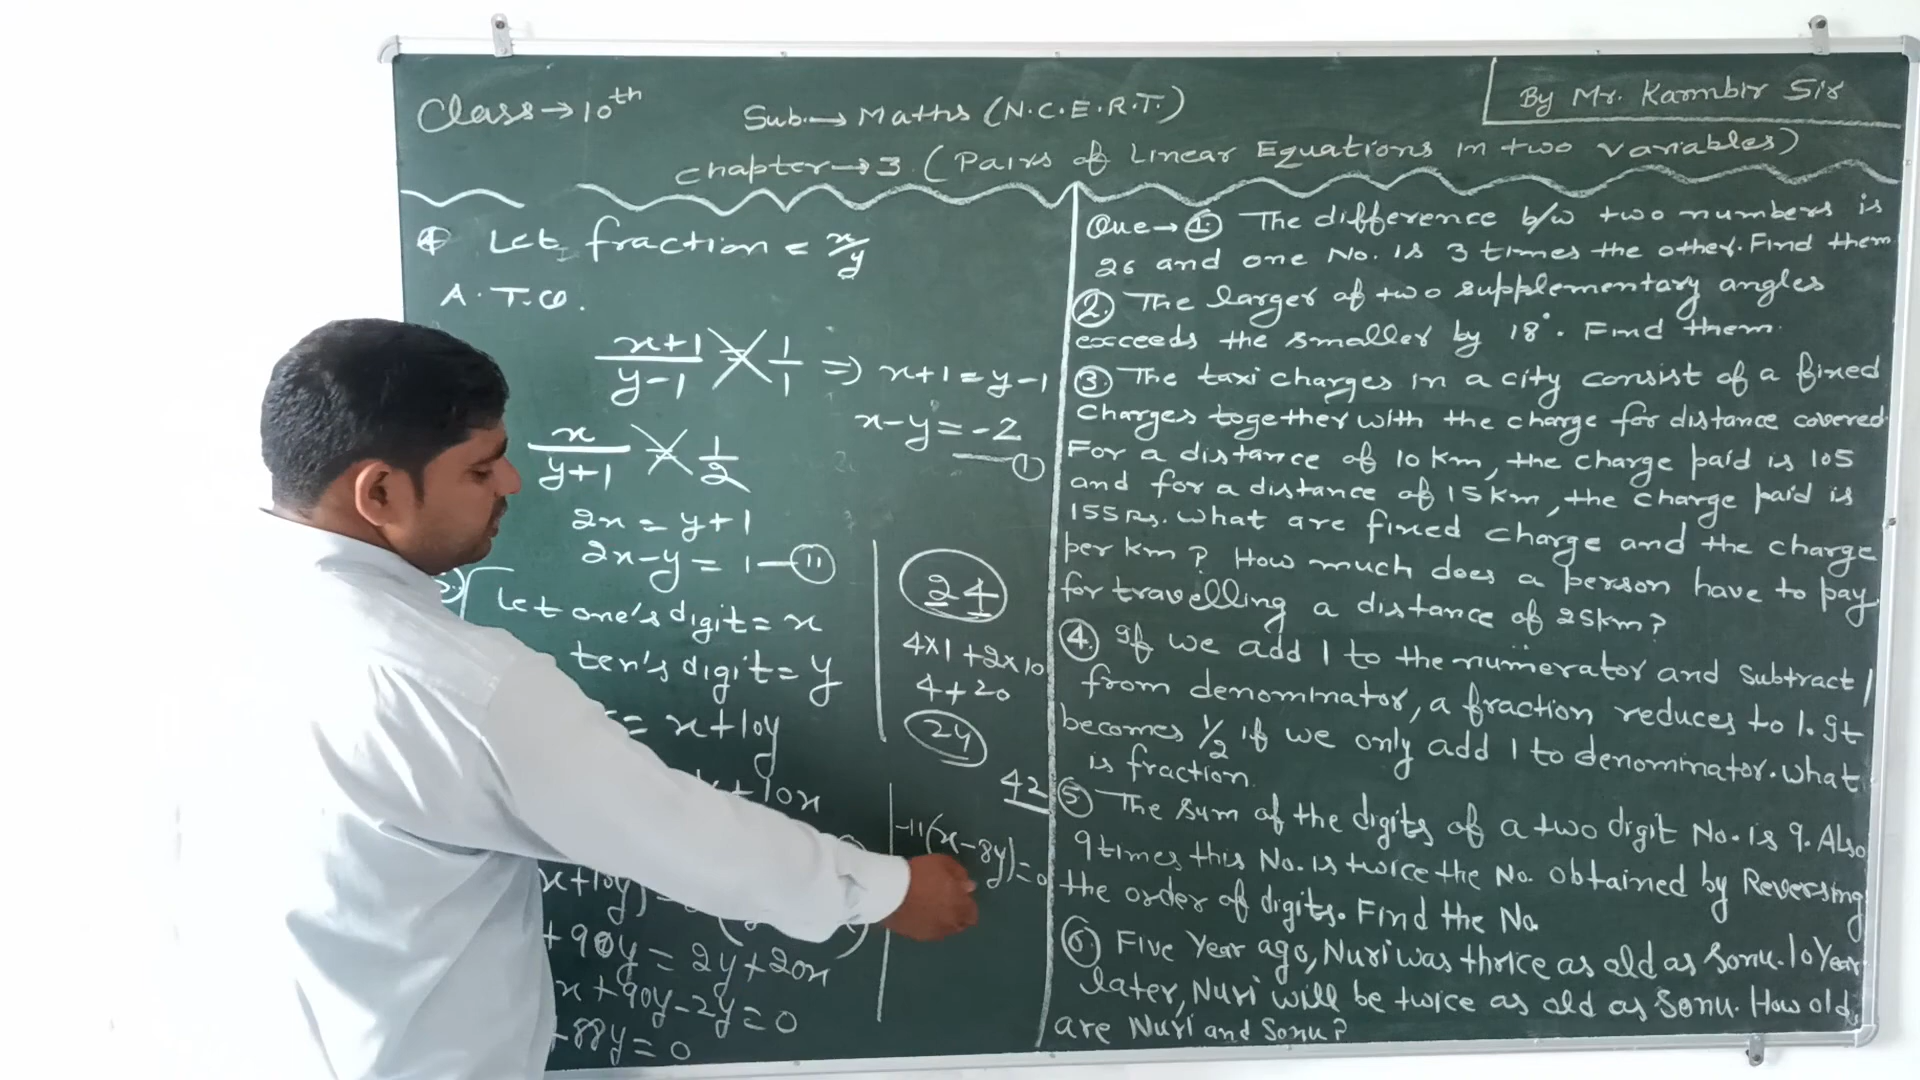 Class→10th
Sub.→Maths (N.C.E.R.T.)
By Mr. Karmbir Sir
Chapter→3. (Pairs of Linear Equations in two variables)
④ Let fraction = x/y
A.T.Q.
x+1/y-1 = 1/1 => x+1=y-1
x-y=-2
①
x/y+1 = 1/2
2x=y+1
2x-y=1—⑪
Let one's digit=x
ten's digit=y
= x+10y
+10x
x+10y)
+90y=2y+20x
x+90y-2y=0
+88y=0
24
4×1+2×10
4+20
24
42
-11(x-8y)=0
Que→①. The difference b/w two numbers is
26 and one No. is 3 times the other. Find them.
②. The larger of two supplementary angles
exceeds the smaller by 18°. Find them.
③. The taxi charges in a city consist of a fixed
charges together with the charge for distance covered.
For a distance of 10 Km, the charge paid is 105
and for a distance of 15 km, the charge paid is
155 Rs. What are fixed charge and the charge
per km? How much does a person have to pay
for travelling a distance of 25km?
④. If we add 1 to the numerator and subtract 1
from denominator, a fraction reduces to 1. It
becomes 1/2 if we only add 1 to denominator. What
is fraction.
⑤ The sum of the digits of a two digit No. is 9. Also
9 times this No. is twice the No. obtained by Reversing
the order of digits. Find the No.
⑥. Five Year ago, Nuri was thrice as old as Sonu. 10 Year
later, Nuri will be twice as old as Sonu. How old
are Nuri and Sonu?